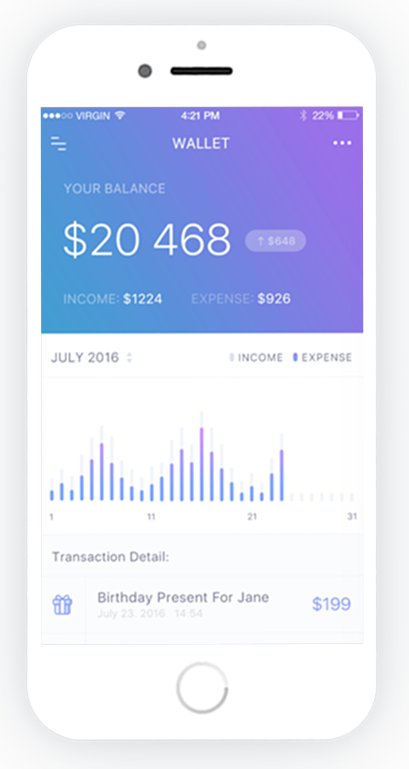 VIRGIN 4:21 PM 22%
WALLET
YOUR BALANCE
$20 468 ↑ $648
INCOME: $1224 EXPENSE: $926
JULY 2016 INCOME EXPENSE
1 11 21 31
Transaction Detail:
Birthday Present For Jane
July 23. 2016 14:54
$199